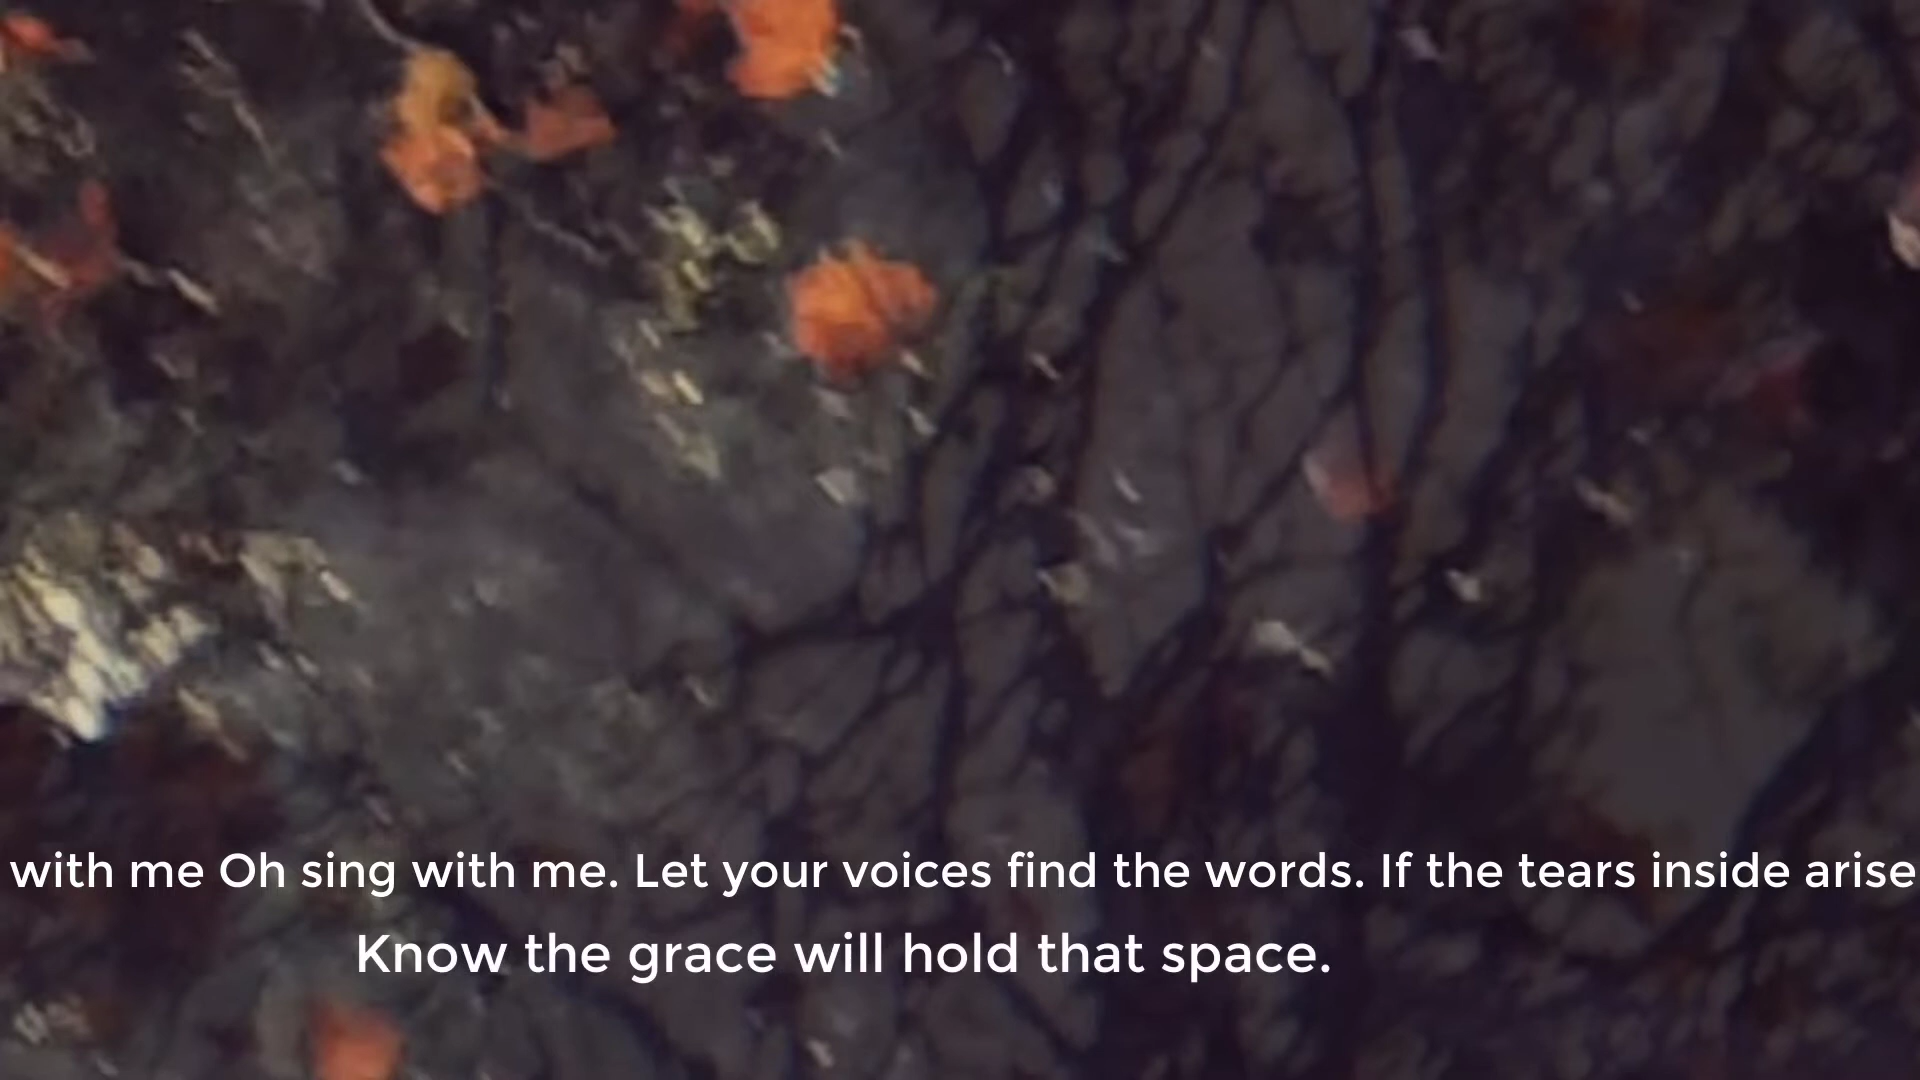 with me Oh sing with me. Let your voices find the words. If the tears inside arise
Know the grace will hold that space.